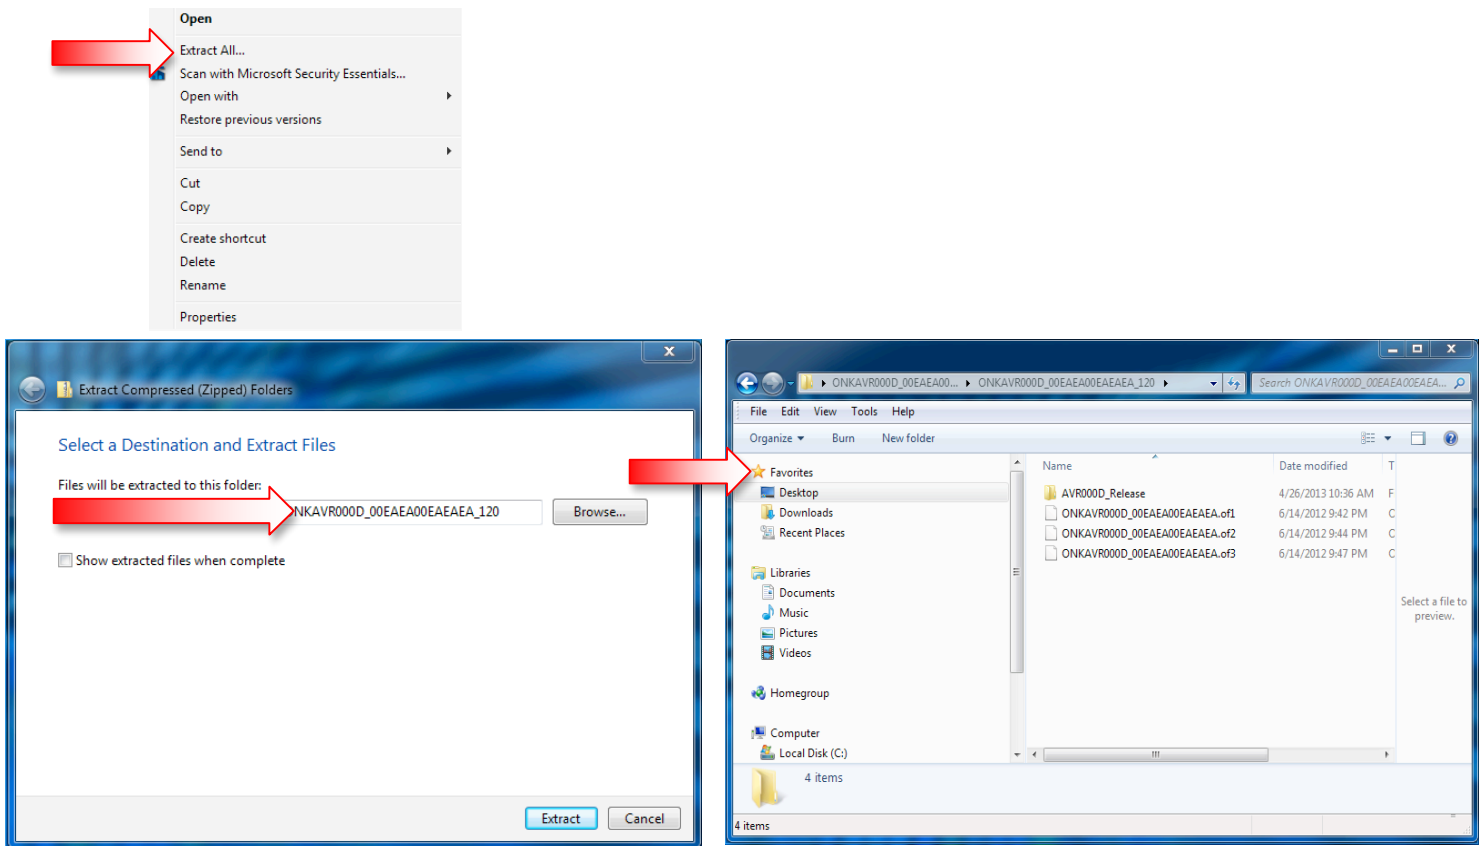 Open
Extract All...
Scan with Microsoft Security Essentials...
Open with
Restore previous versions
Send to
Cut
Copy
Create shortcut
Delete
Rename
Properties
Extract Compressed (Zipped) Folders
Select a Destination and Extract Files
Files will be extracted to this folder:
NKAVR000D_00EAEA00EAEAEA_120
Browse...
Show extracted files when complete
Extract
Cancel
ONKAVR000D_00EAEA00... ONKAVR000D_00EAEA00EAEAEA_120
Search ONKAVR000D_00EAEA00EAEA...
File Edit View Tools Help
Organize Burn New folder
Favorites
Desktop
Downloads
Recent Places
Libraries
Documents
Music
Pictures
Videos
Homegroup
Computer
Local Disk (C:)
Name Date modified T
AVR000D_Release 4/26/2013 10:36 AM F
ONKAVR000D_00EAEA00EAEAEA.of1 6/14/2012 9:42 PM C
ONKAVR000D_00EAEA00EAEAEA.of2 6/14/2012 9:44 PM C
ONKAVR000D_00EAEA00EAEAEA.of3 6/14/2012 9:47 PM C
Select a file to
preview.
4 items
4 items